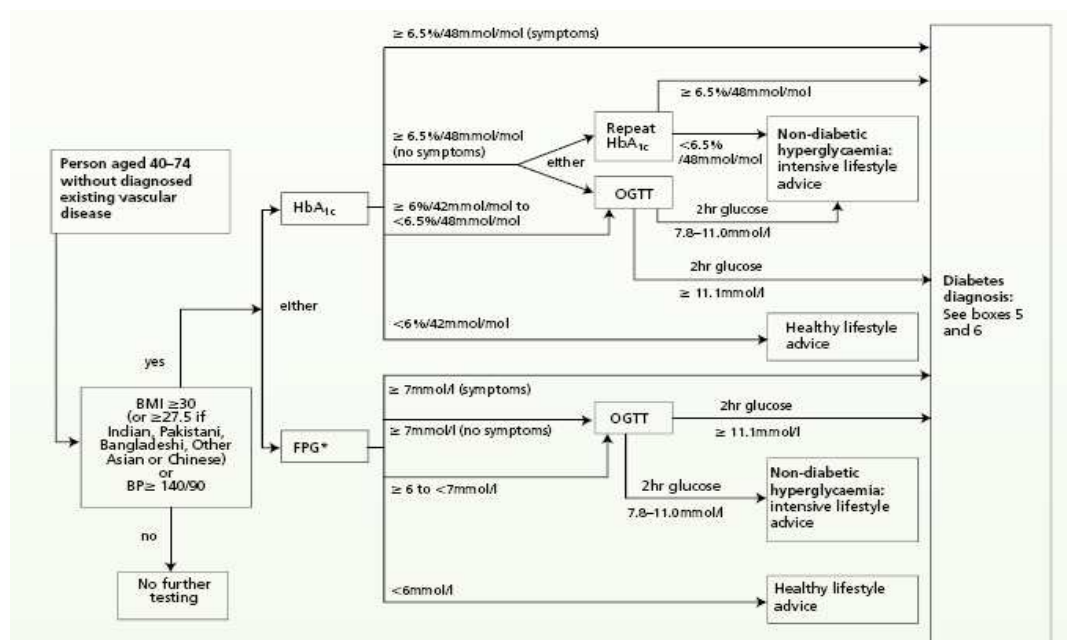 Person aged 40–74
without diagnosed
existing vascular
disease
BMI ≥30
(or ≥27.5 if
Indian, Pakistani,
Bangladeshi, Other
Asian or Chinese)
or
BP≥ 140/90
yes
no
No further
testing
either
HbA1c
≥ 6.5%/48mmol/mol (symptoms)
≥ 6.5%/48mmol/mol
(no symptoms)
either
Repeat
HbA1c
≥ 6.5%/48mmol/mol
<6.5%
/48mmol/mol
Non-diabetic
hyperglycaemia:
intensive lifestyle
advice
OGTT
2hr glucose
7.8–11.0mmol/l
≥ 6%/42mmol/mol to
<6.5%/48mmol/mol
2hr glucose
≥ 11.1mmol/l
<6%/42mmol/mol
Healthy lifestyle
advice
FPG*
≥ 7mmol/l (symptoms)
≥ 7mmol/l (no symptoms)
OGTT
2hr glucose
≥ 11.1mmol/l
≥ 6 to <7mmol/l
2hr glucose
7.8–11.0mmol/l
Non-diabetic
hyperglycaemia:
intensive lifestyle
advice
<6mmol/l
Healthy lifestyle
advice
Diabetes
diagnosis:
See boxes 5
and 6